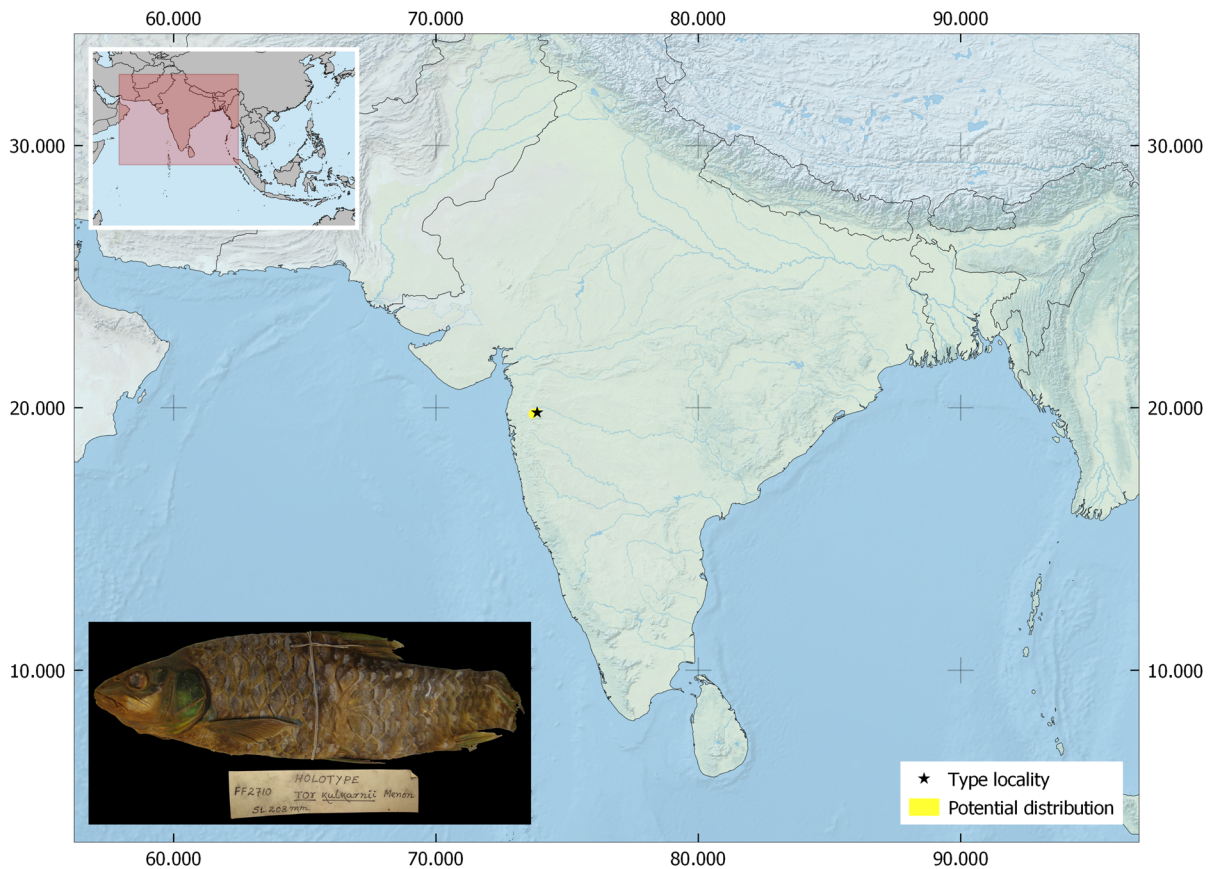 60.000 70.000 80.000 90.000
30.000 30.000
20.000 20.000
10.000 10.000
HOLOTYPE
FF2710 TOR kulkarnii Menon
SL 203 mm
Type locality
Potential distribution
60.000 70.000 80.000 90.000